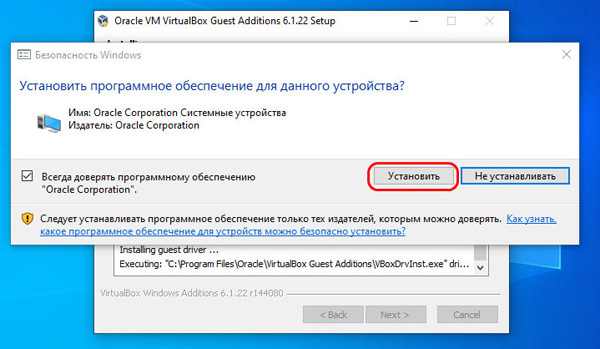 Oracle VM VirtualBox Guest Additions 6.1.22 Setup
Безопасность Windows
Установить программное обеспечение для данного устройства?
Имя: Oracle Corporation Системные устройства
Издатель: Oracle Corporation
Всегда доверять программному обеспечению
"Oracle Corporation".
Установить
Не устанавливать
Следует устанавливать программное обеспечение только тех издателей, которым можно доверять. Как узнать,
какое программное обеспечение для устройств можно безопасно установить?
Installing guest driver ...
Executing: "C:\Program Files\Oracle\VirtualBox Guest Additions\VBoxDrvInst.exe" dri...
VirtualBox Windows Additions 6.1.22 r144080
< Back
Next >
Cancel